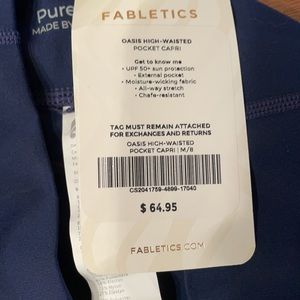 pure
MADE BY
FABLETICS
OASIS HIGH-WAISTED
POCKET CAPRI
Get to know me
• UPF 50+ sun protection
• External pocket
• Moisture-wicking fabric
• All-way stretch
• Chafe-resistant
TAG MUST REMAIN ATTACHED
FOR EXCHANGES AND RETURNS
OASIS HIGH-WAISTED
POCKET CAPRI | M/8
CS2041759-4899-17040
$ 64.95
FABLETICS.COM